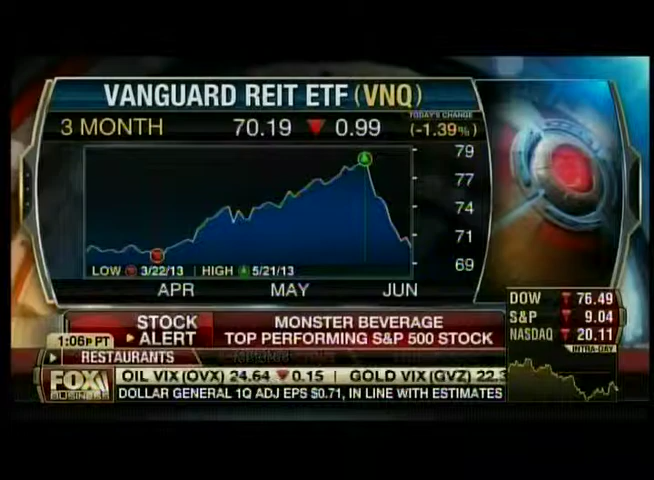 VANGUARD REIT ETF (VNQ)
3 MONTH 70.19 ▼ 0.99 TODAY'S CHANGE (-1.39%)
79
77
74
71
69
LOW 3/22/13 | HIGH 5/21/13
APR MAY JUN
DOW ▼ 76.49
S&P ▼ 9.04
NASDAQ ▼ 20.11
INTRA-DAY
STOCK ALERT
MONSTER BEVERAGE
TOP PERFORMING S&P 500 STOCK
1:06P PT
RESTAURANTS
FOX BUSINESS
OIL VIX (OVX) 24.64 ▼ 0.15 | GOLD VIX (GVZ) 22.3
DOLLAR GENERAL 1Q ADJ EPS $0.71, IN LINE WITH ESTIMATES